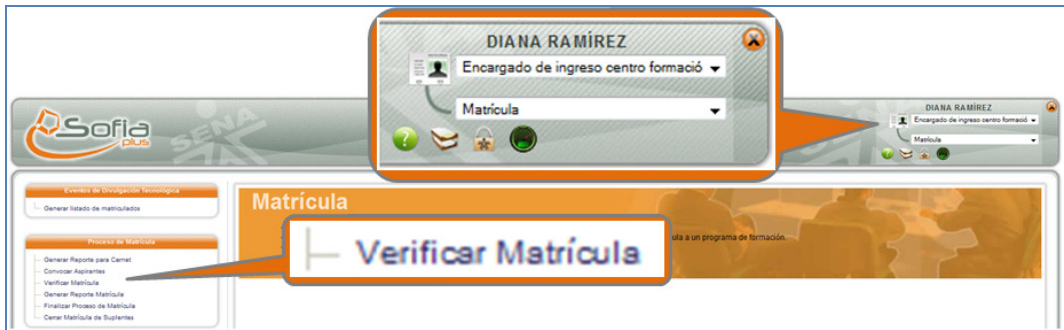 DIANA RAMÍREZ
Encargado de ingreso centro formació
Matrícula
Sofia
plus
SENA
DIANA RAMÍREZ
Encargado de ingreso centro formació
Matrícula
Eventos de Divulgación Tecnológica
Generar listado de matriculados
Proceso de Matrícula
Generar Reporte para Carnet
Convocar Aspirantes
Verificar Matrícula
Generar Reporte Matrícula
Finalizar Proceso de Matrícula
Cerrar Matrícula de Suplentes
Matrícula
ula a un programa de formación.
Verificar Matrícula